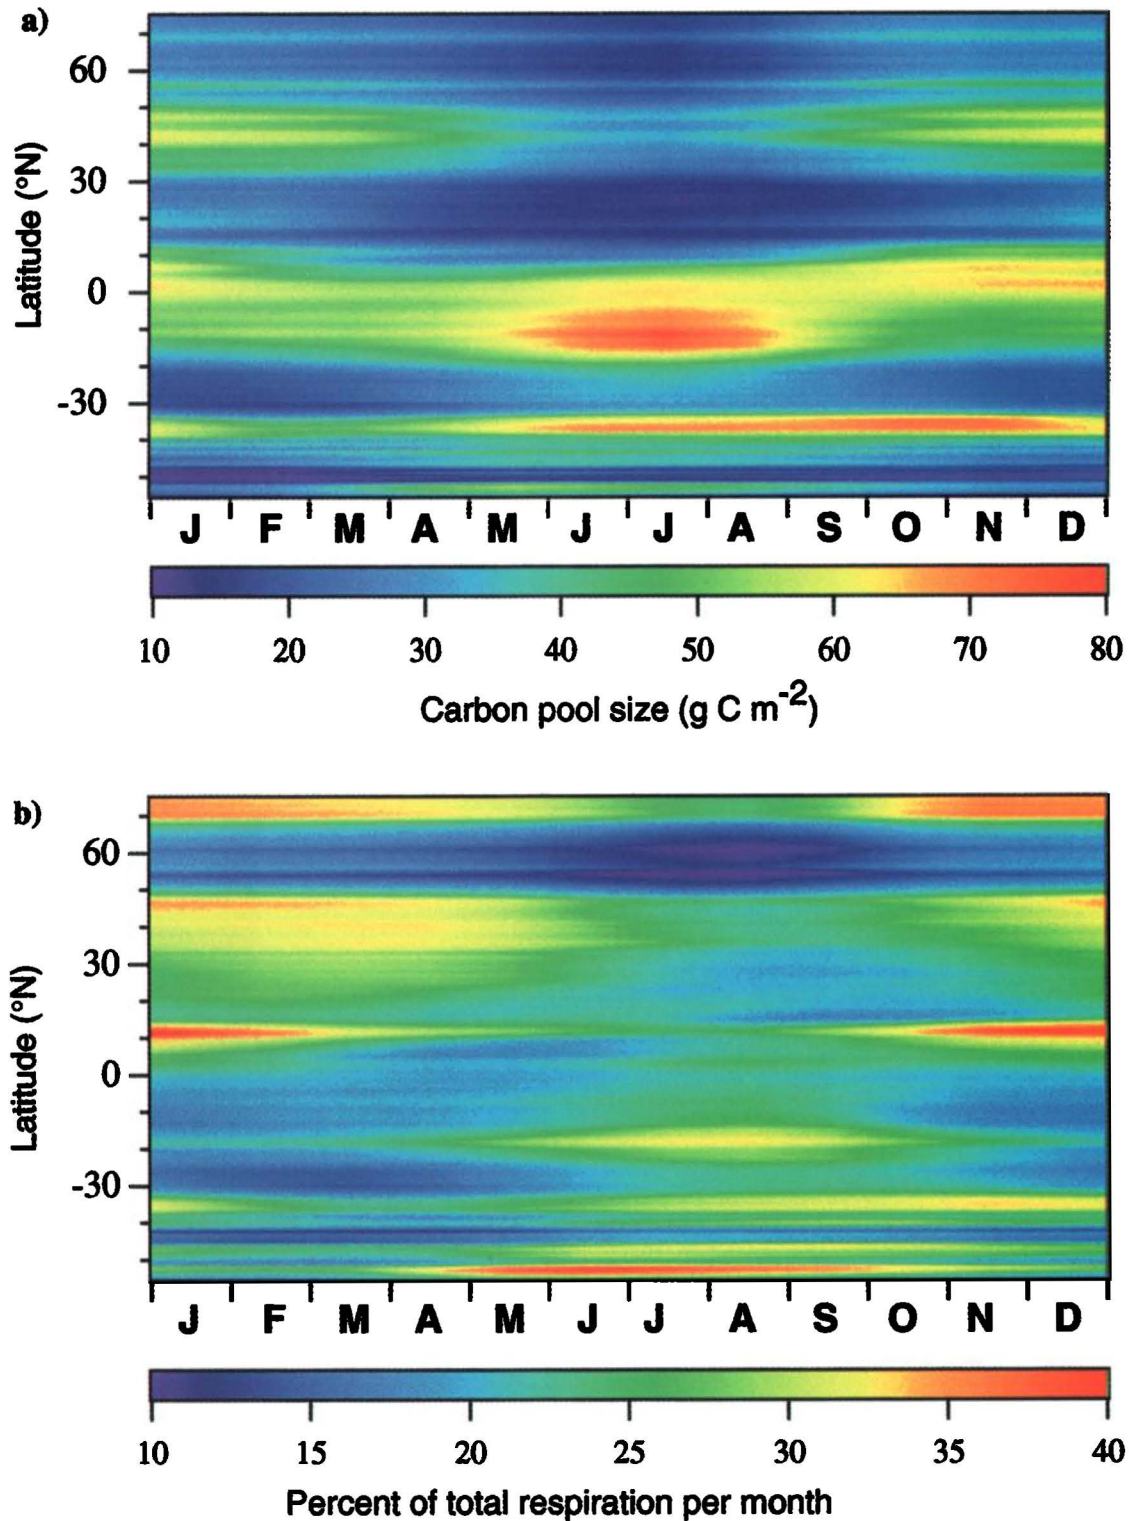 a)
Latitude (°N)
60
30
0
-30
J F M A M J J A S O N D
10 20 30 40 50 60 70 80
Carbon pool size (g C m-2)
b)
Latitude (°N)
60
30
0
-30
J F M A M J J A S O N D
10 15 20 25 30 35 40
Percent of total respiration per month